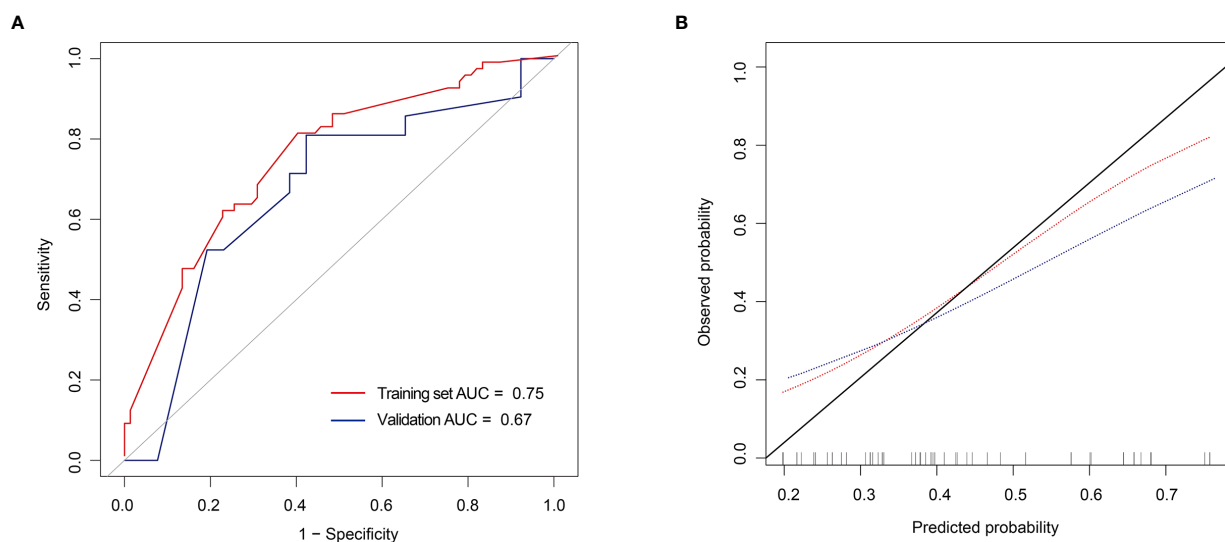 A
Sensitivity
1.0
0.8
0.6
0.4
0.2
0.0
Training set AUC = 0.75
Validation AUC = 0.67
0.0 0.2 0.4 0.6 0.8 1.0
1 − Specificity
B
Observed probability
1.0
0.8
0.6
0.4
0.2
0.0
0.2 0.3 0.4 0.5 0.6 0.7
Predicted probability